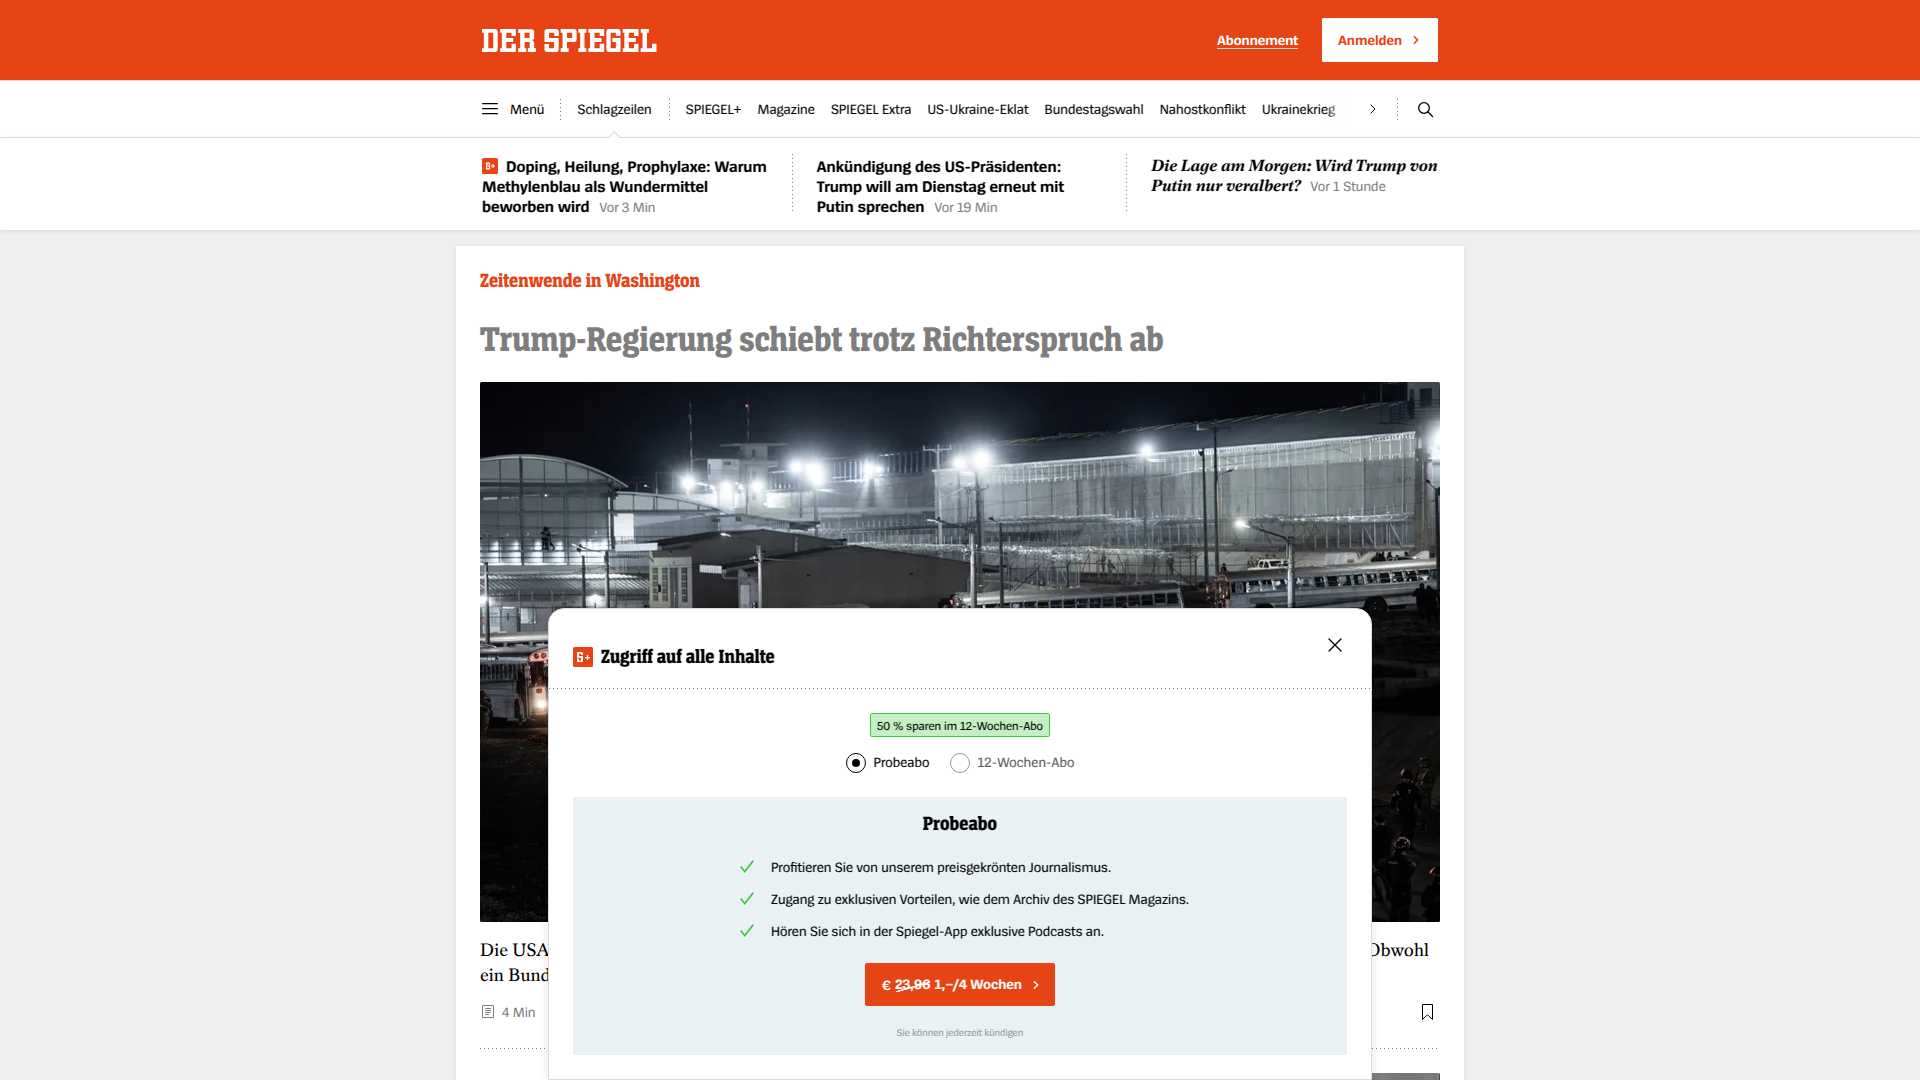 DER SPIEGEL
Abonnement
Anmelden
Menü
Schlagzeilen
SPIEGEL+
Magazine
SPIEGEL Extra
US-Ukraine-Eklat
Bundestagswahl
Nahostkonflikt
Ukrainekrieg
Doping, Heilung, Prophylaxe: Warum
Methylenblau als Wundermittel
beworben wird Vor 3 Min
Ankündigung des US-Präsidenten:
Trump will am Dienstag erneut mit
Putin sprechen Vor 19 Min
Die Lage am Morgen: Wird Trump von
Putin nur veralbert? Vor 1 Stunde
Zeitenwende in Washington
Trump-Regierung schiebt trotz Richterspruch ab
Zugriff auf alle Inhalte
50 % sparen im 12-Wochen-Abo
Probeabo
12-Wochen-Abo
Probeabo
Profitieren Sie von unserem preisgekrönten Journalismus.
Zugang zu exklusiven Vorteilen, wie dem Archiv des SPIEGEL Magazins.
Hören Sie sich in der Spiegel-App exklusive Podcasts an.
€ 23,96 1,–/4 Wochen
Sie können jederzeit kündigen
Die USA
Obwohl
ein Bund
4 Min